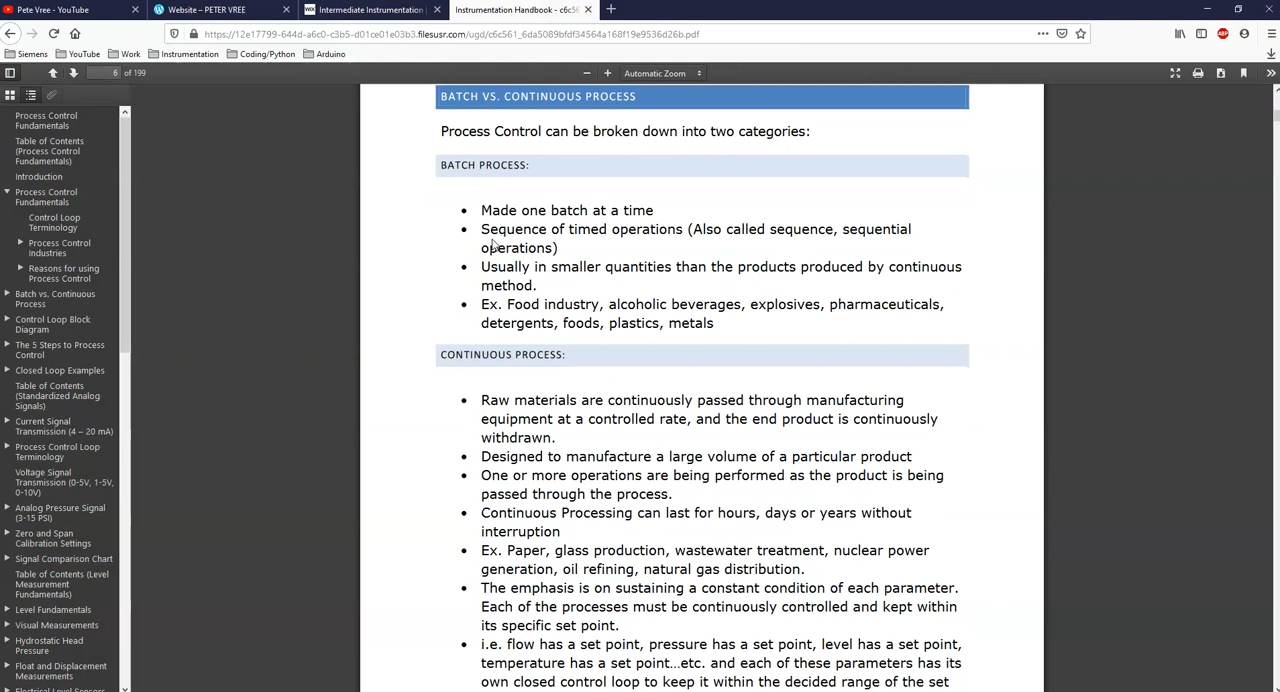 Pete Vree - YouTube
Website – PETER VREE
Intermediate Instrumentation
Instrumentation Handbook - c6c56
https://12e17799-644d-a6c0-c3b5-d01ce01e03b3.filesusr.com/ugd/c6c561_6da5089bfdf34564a168f19e9536d26b.pdf
Siemens
YouTube
Work
Instrumentation
Coding/Python
Arduino
6 of 199
Automatic Zoom
Process Control
Fundamentals
Table of Contents
(Process Control
Fundamentals)
Introduction
Process Control
Fundamentals
Control Loop
Terminology
Process Control
Industries
Reasons for using
Process Control
Batch vs. Continuous
Process
Control Loop Block
Diagram
The 5 Steps to Process
Control
Closed Loop Examples
Table of Contents
(Standardized Analog
Signals)
Current Signal
Transmission (4 – 20 mA)
Process Control Loop
Terminology
Voltage Signal
Transmission (0-5V, 1-5V,
0-10V)
Analog Pressure Signal
(3-15 PSI)
Zero and Span
Calibration Settings
Signal Comparison Chart
Table of Contents (Level
Measurement
Fundamentals)
Level Fundamentals
Visual Measurements
Hydrostatic Head
Pressure
Float and Displacement
Measurements
Electrical Level Sensors
BATCH VS. CONTINUOUS PROCESS
Process Control can be broken down into two categories:
BATCH PROCESS:
• Made one batch at a time
• Sequence of timed operations (Also called sequence, sequential
operations)
• Usually in smaller quantities than the products produced by continuous
method.
• Ex. Food industry, alcoholic beverages, explosives, pharmaceuticals,
detergents, foods, plastics, metals
CONTINUOUS PROCESS:
• Raw materials are continuously passed through manufacturing
equipment at a controlled rate, and the end product is continuously
withdrawn.
• Designed to manufacture a large volume of a particular product
• One or more operations are being performed as the product is being
passed through the process.
• Continuous Processing can last for hours, days or years without
interruption
• Ex. Paper, glass production, wastewater treatment, nuclear power
generation, oil refining, natural gas distribution.
• The emphasis is on sustaining a constant condition of each parameter.
Each of the processes must be continuously controlled and kept within
its specific set point.
• i.e. flow has a set point, pressure has a set point, level has a set point,
temperature has a set point…etc. and each of these parameters has its
own closed control loop to keep it within the decided range of the set